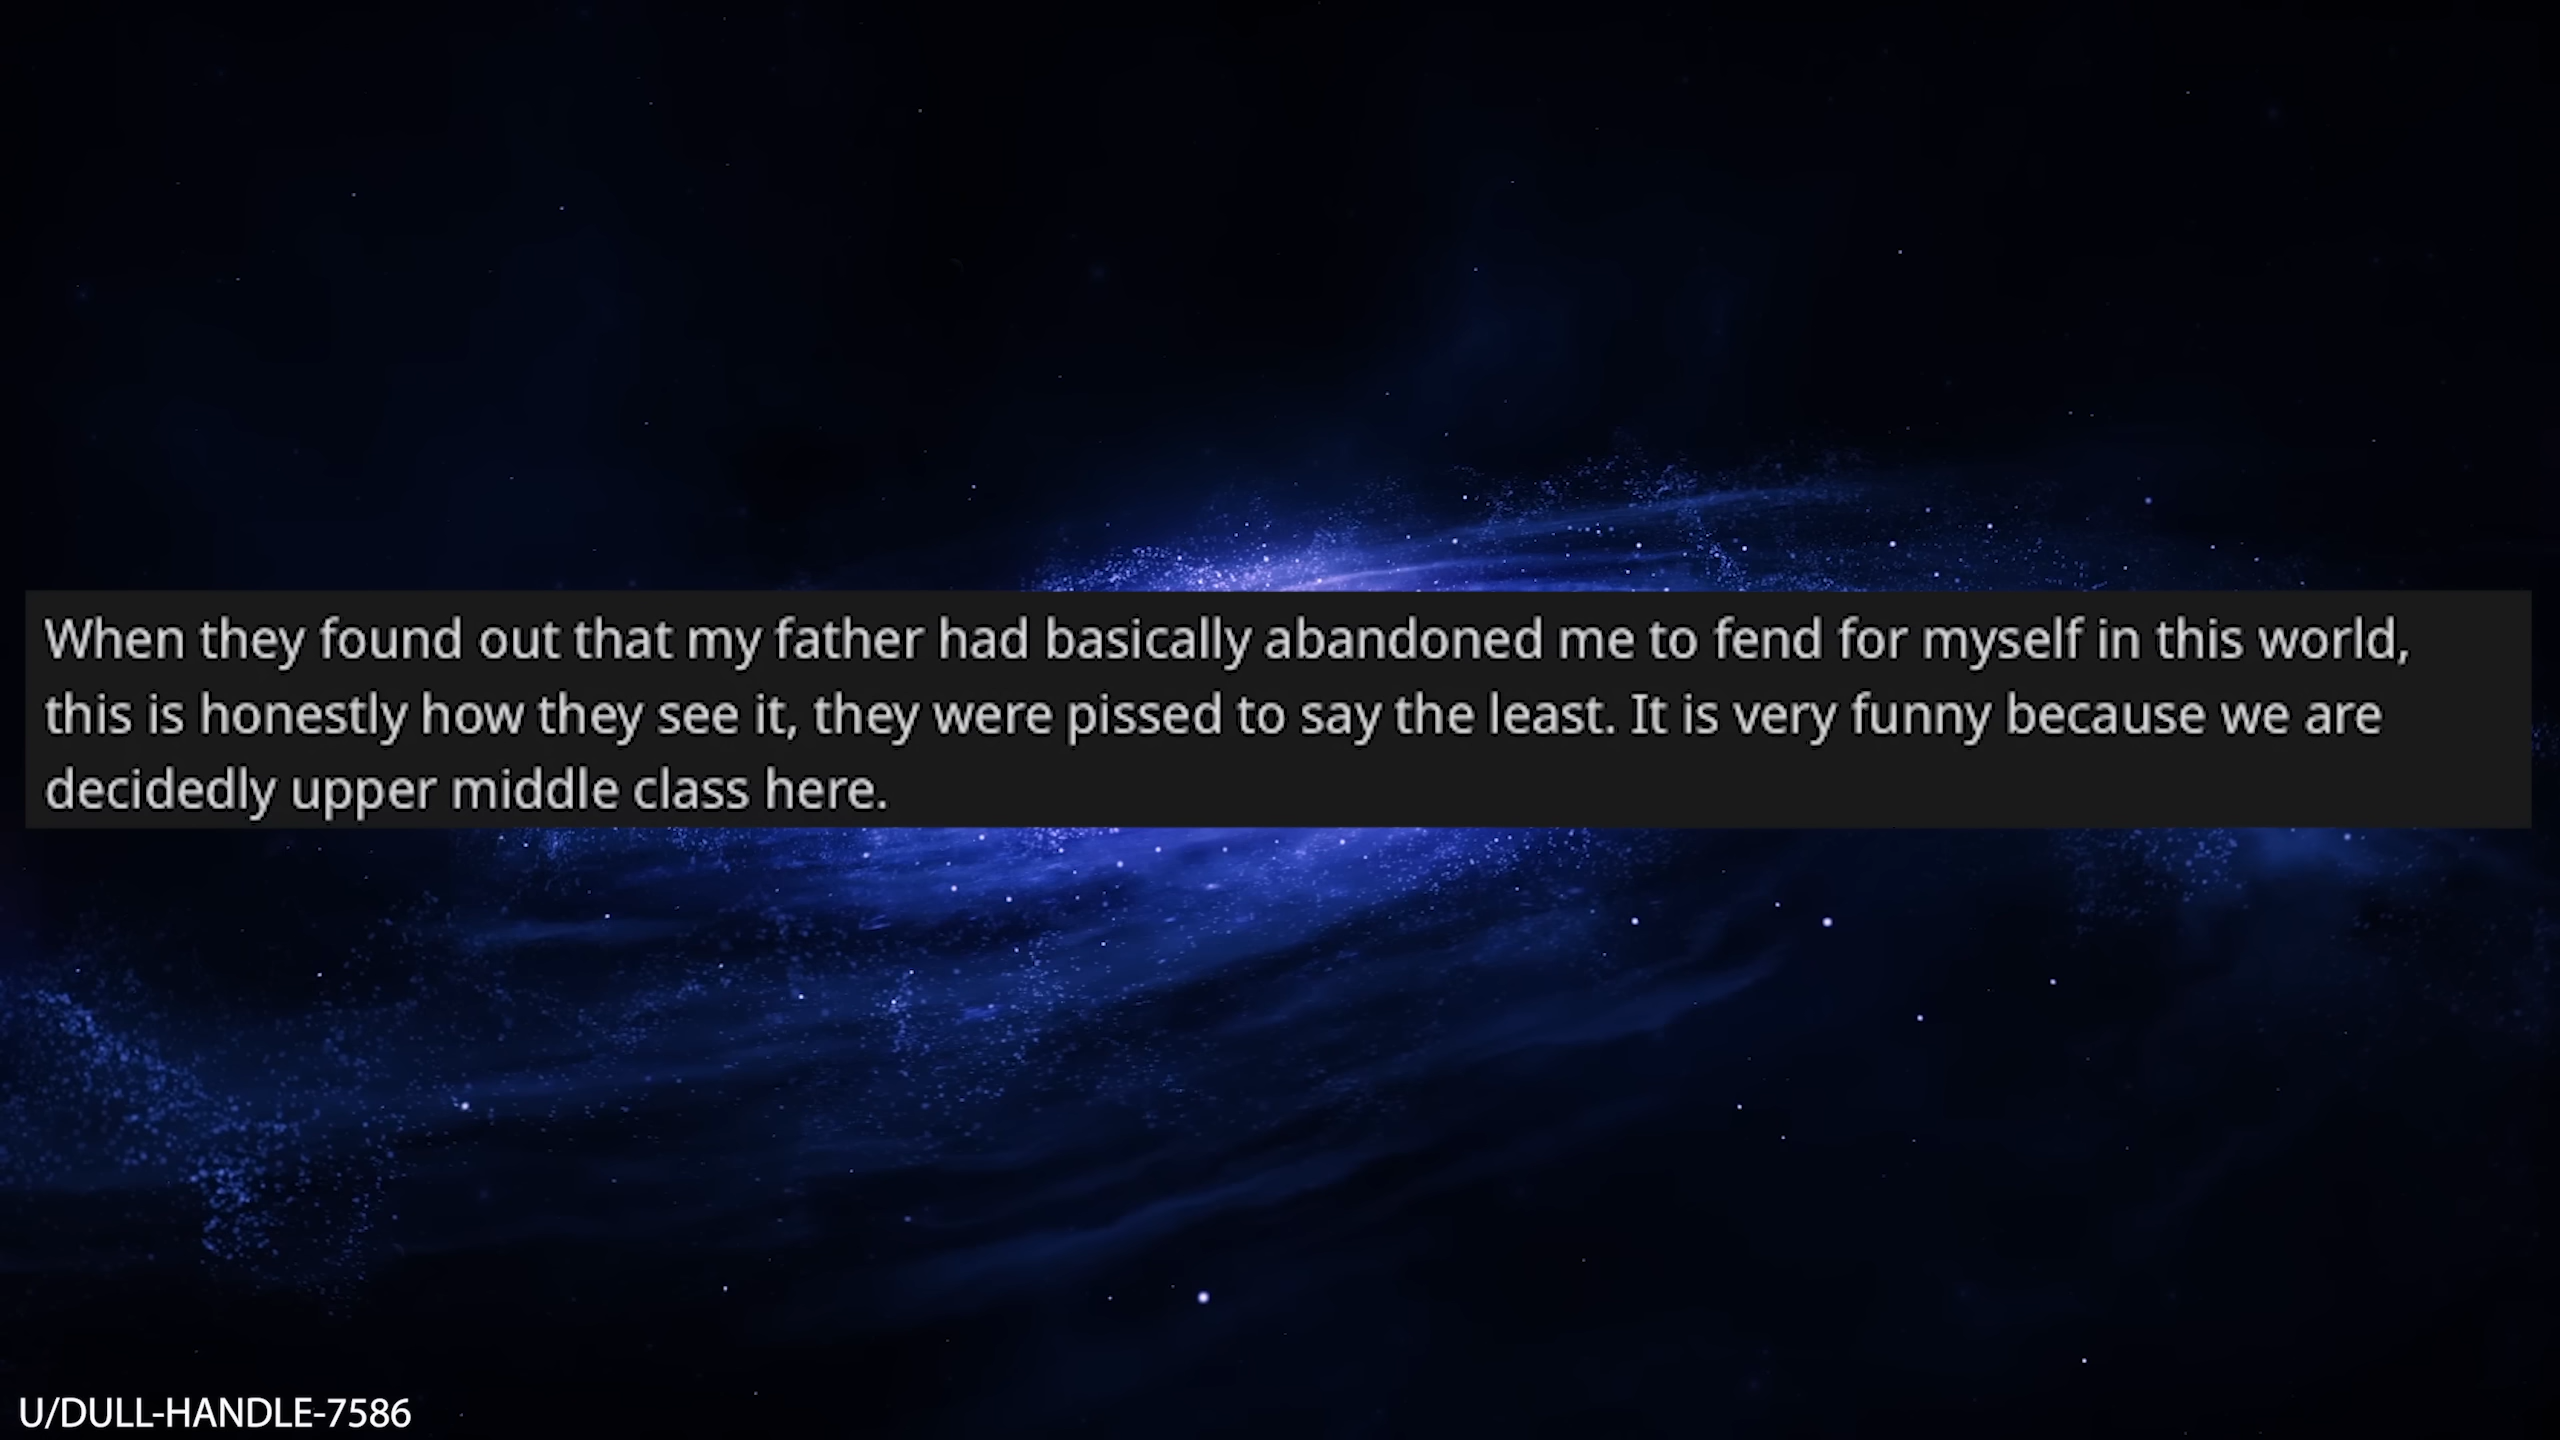 When they found out that my father had basically abandoned me to fend for myself in this world,
this is honestly how they see it, they were pissed to say the least. It is very funny because we are
decidedly upper middle class here.
U/DULL-HANDLE-7586